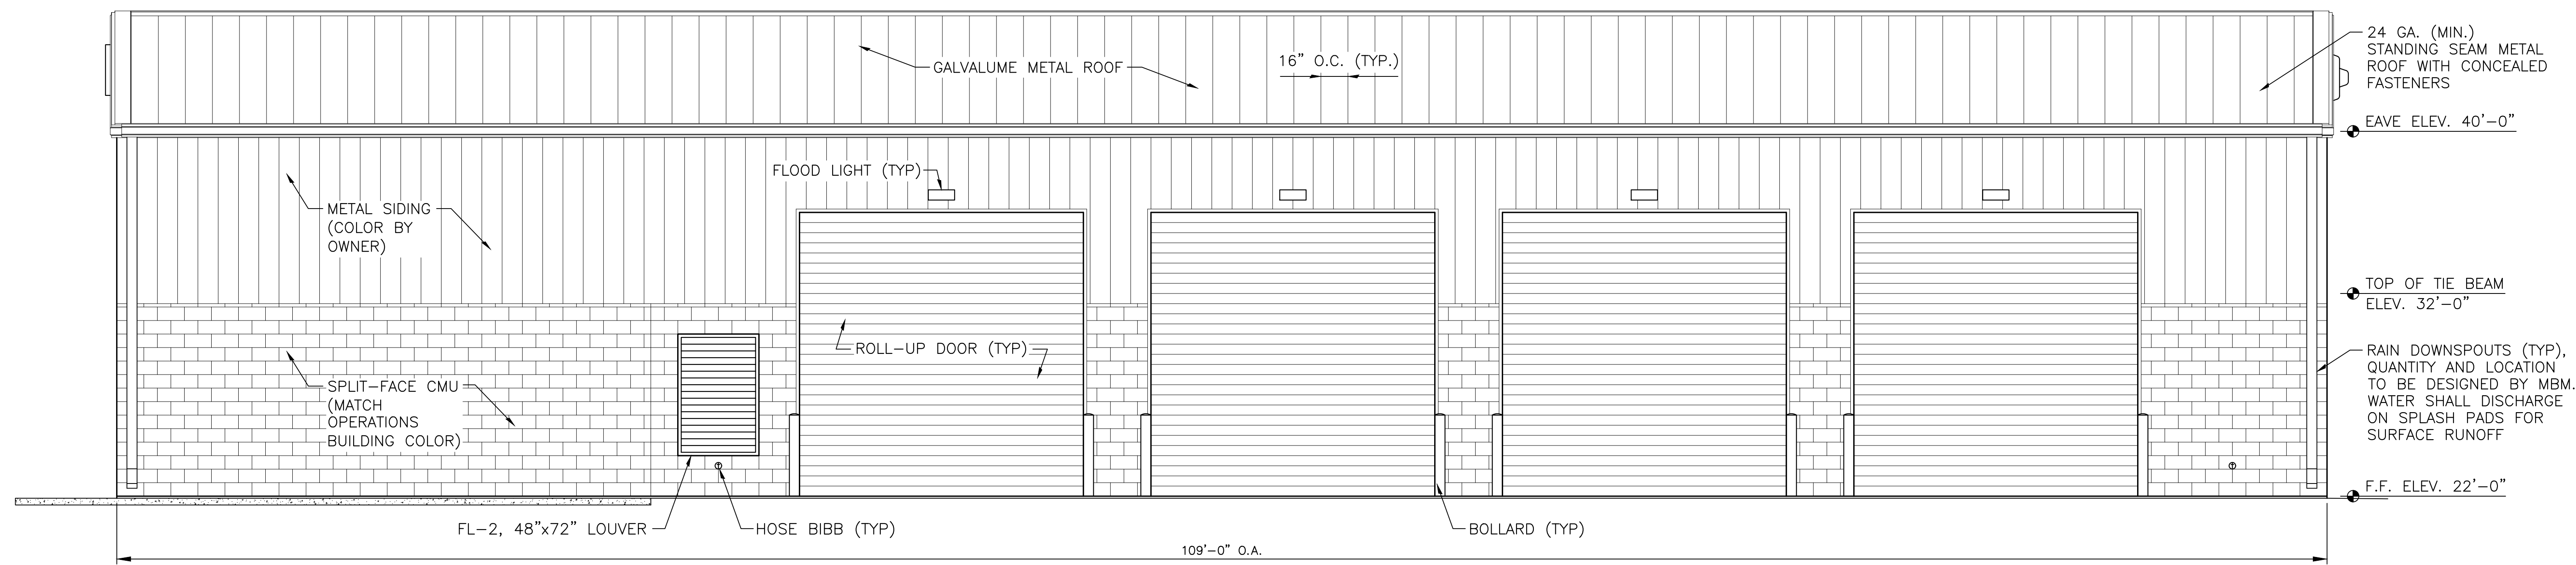 GALVALUME METAL ROOF
16" O.C. (TYP.)
24 GA. (MIN.)
STANDING SEAM METAL
ROOF WITH CONCEALED
FASTENERS
EAVE ELEV. 40'-0"
FLOOD LIGHT (TYP)
METAL SIDING
(COLOR BY
OWNER)
TOP OF TIE BEAM
ELEV. 32'-0"
ROLL-UP DOOR (TYP)
RAIN DOWNSPOUTS (TYP),
QUANTITY AND LOCATION
TO BE DESIGNED BY MBM.
WATER SHALL DISCHARGE
ON SPLASH PADS FOR
SURFACE RUNOFF
SPLIT-FACE CMU
(MATCH
OPERATIONS
BUILDING COLOR)
F.F. ELEV. 22'-0"
FL-2, 48"x72" LOUVER
HOSE BIBB (TYP)
BOLLARD (TYP)
109'-0" O.A.